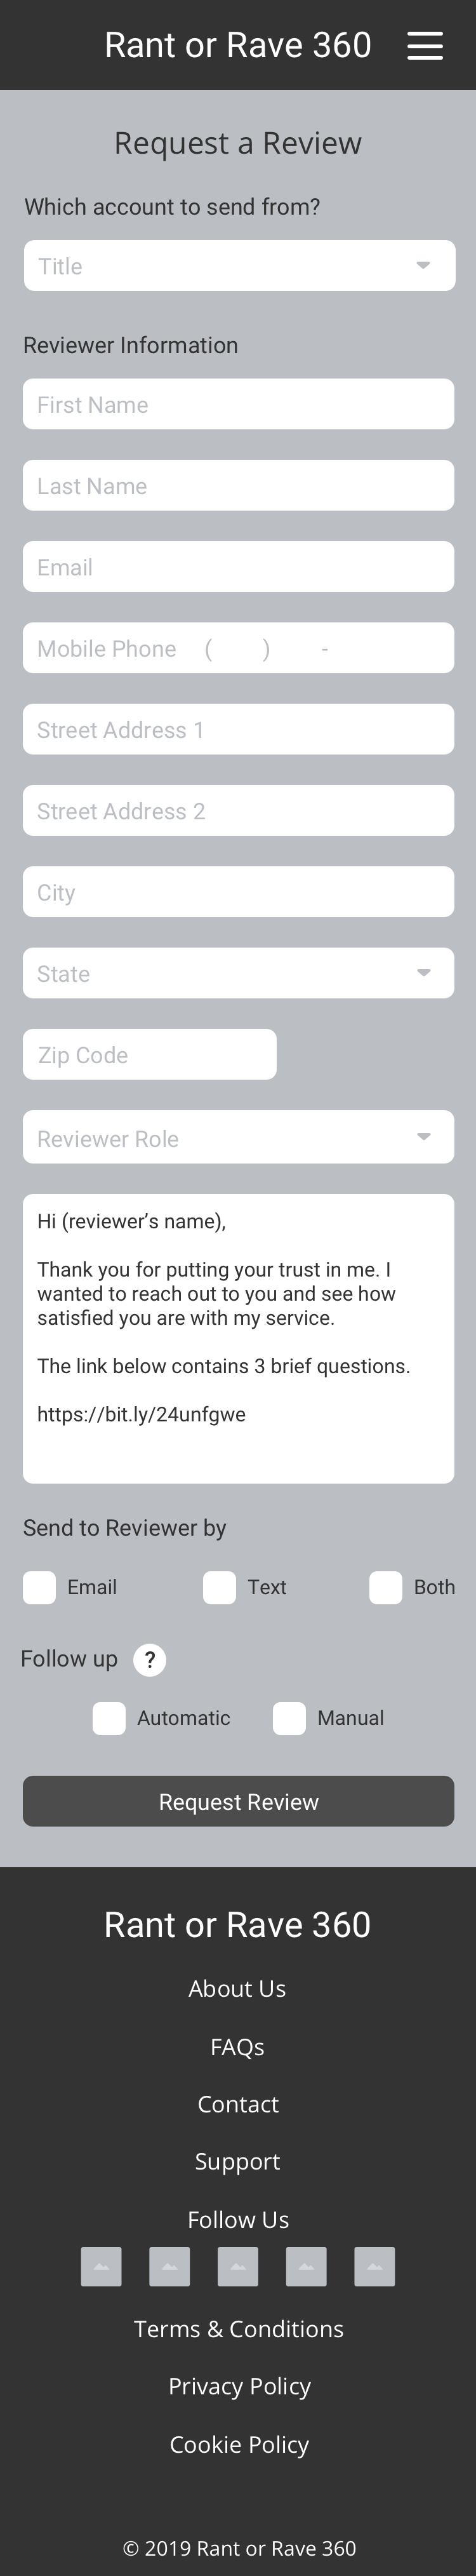 Rant or Rave 360
Request a Review
Which account to send from?
Title
Reviewer Information
First Name
Last Name
Email
Mobile Phone ( ) -
Street Address 1
Street Address 2
City
State
Zip Code
Reviewer Role
Hi (reviewer’s name),
Thank you for putting your trust in me. I
wanted to reach out to you and see how
satisfied you are with my service.
The link below contains 3 brief questions.
https://bit.ly/24unfgwe
Send to Reviewer by
Email Text Both
Follow up ?
Automatic Manual
Request Review
Rant or Rave 360
About Us
FAQs
Contact
Support
Follow Us
Terms & Conditions
Privacy Policy
Cookie Policy
© 2019 Rant or Rave 360